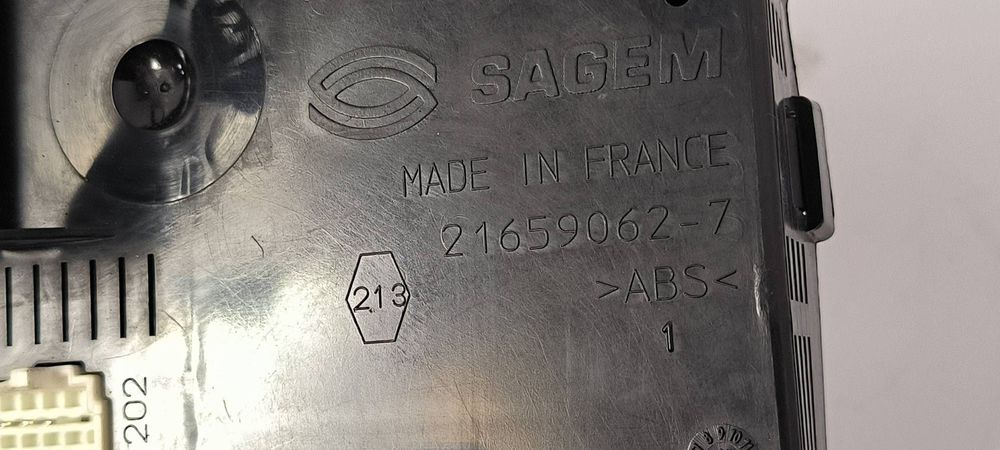 SAGEM
MADE IN FRANCE
21659062-7
213
>ABS<
1
202